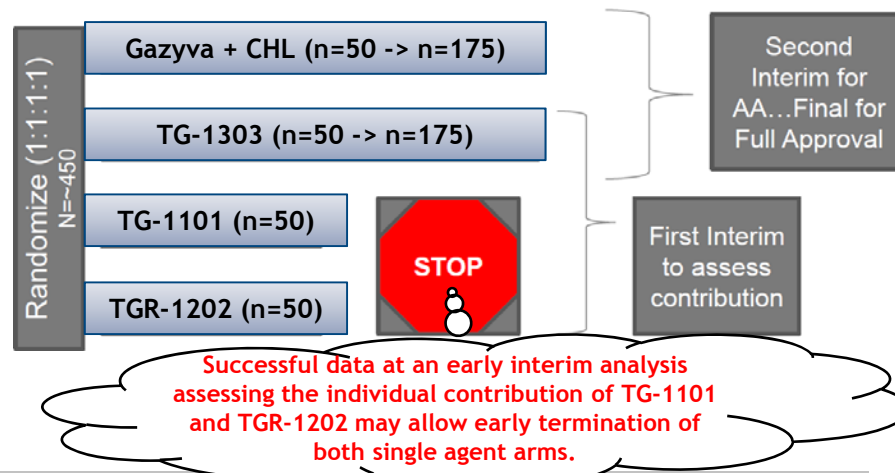 Randomize (1:1:1:1)
N=~450
Gazyva + CHL (n=50 -> n=175)
TG-1303 (n=50 -> n=175)
TG-1101 (n=50)
TGR-1202 (n=50)
STOP
Second
Interim for
AA...Final for
Full Approval
First Interim
to assess
contribution
Successful data at an early interim analysis
assessing the individual contribution of TG-1101
and TGR-1202 may allow early termination of
both single agent arms.